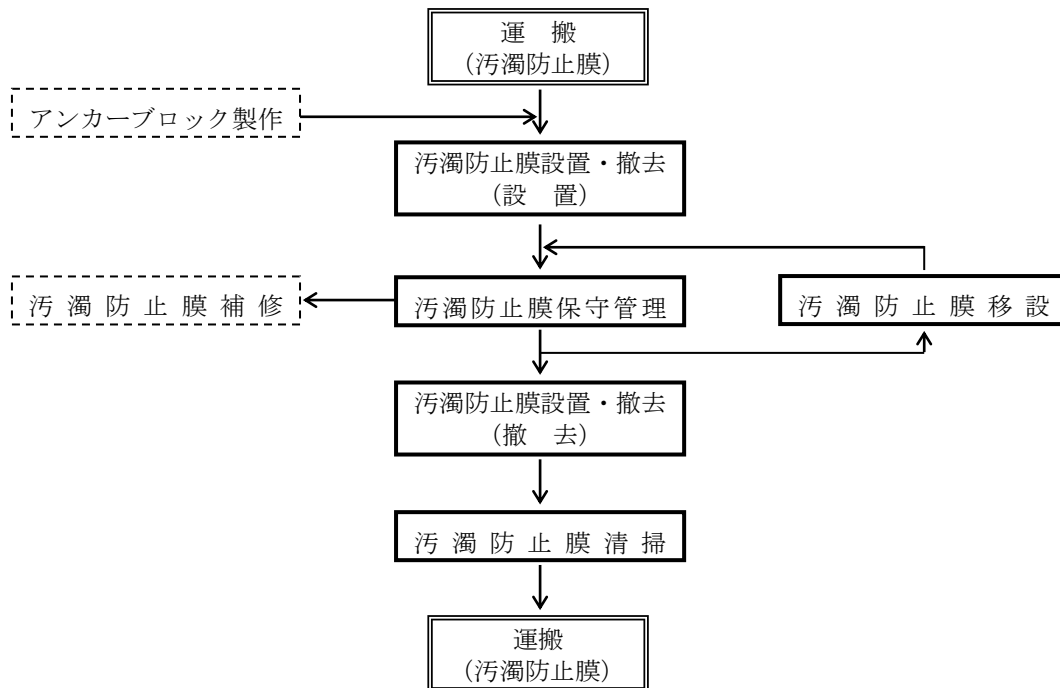 運　搬
（汚濁防止膜）
アンカーブロック製作
汚濁防止膜設置・撤去
（設　置）
汚濁防止膜補修
汚濁防止膜保守管理
汚濁防止膜移設
汚濁防止膜設置・撤去
（撤　去）
汚濁防止膜清掃
運搬
（汚濁防止膜）